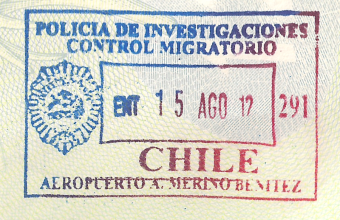 POLICIA DE INVESTIGACIONES
CONTROL MIGRATORIO
ENT 15 AGO 12 291
CHILE
AEROPUERTO A. MERINO BENITEZ